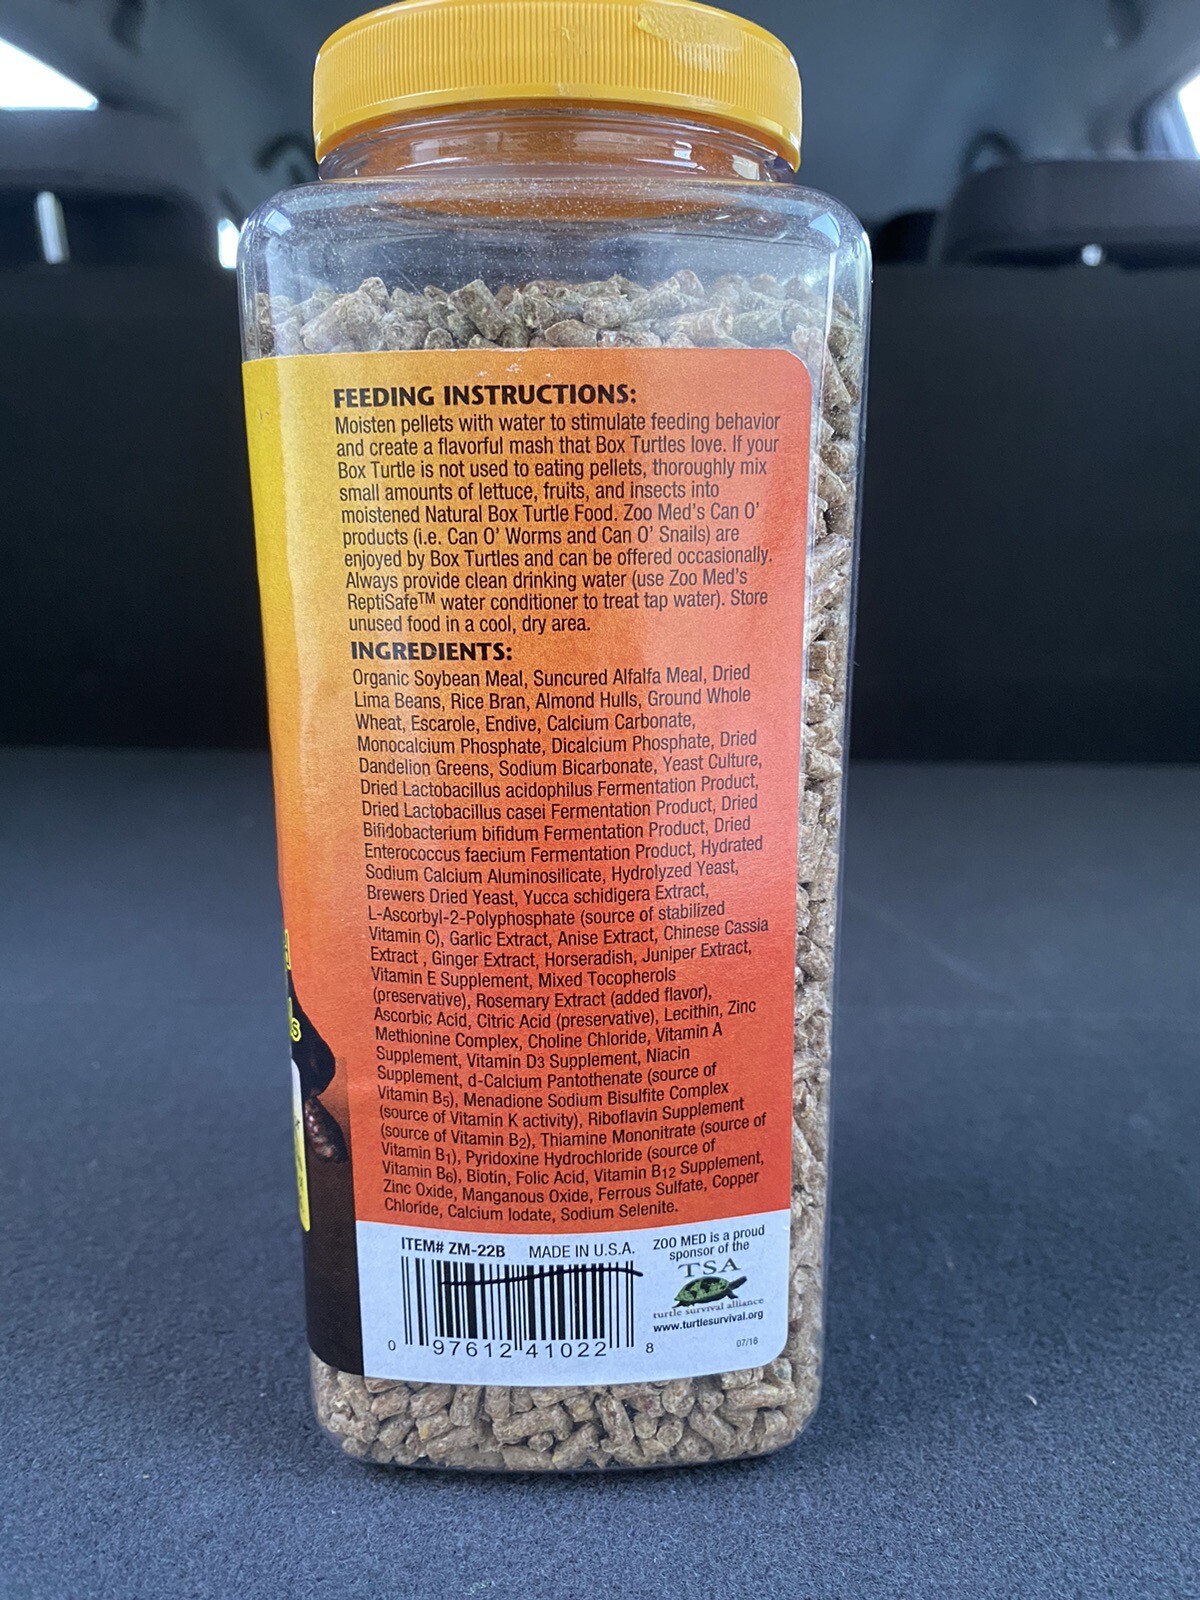 FEEDING INSTRUCTIONS:
Moisten pellets with water to stimulate feeding behavior
and create a flavorful mash that Box Turtles love. If your
Box Turtle is not used to eating pellets, thoroughly mix
small amounts of lettuce, fruits, and insects into
moistened Natural Box Turtle Food. Zoo Med's Can O'
products (i.e. Can O' Worms and Can O' Snails) are
enjoyed by Box Turtles and can be offered occasionally.
Always provide clean drinking water (use Zoo Med's
ReptiSafe™ water conditioner to treat tap water). Store
unused food in a cool, dry area.
INGREDIENTS:
Organic Soybean Meal, Suncured Alfalfa Meal, Dried
Lima Beans, Rice Bran, Almond Hulls, Ground Whole
Wheat, Escarole, Endive, Calcium Carbonate,
Monocalcium Phosphate, Dicalcium Phosphate, Dried
Dandelion Greens, Sodium Bicarbonate, Yeast Culture,
Dried Lactobacillus acidophilus Fermentation Product,
Dried Lactobacillus casei Fermentation Product, Dried
Bifidobacterium bifidum Fermentation Product, Dried
Enterococcus faecium Fermentation Product, Hydrated
Sodium Calcium Aluminosilicate, Hydrolyzed Yeast,
Brewers Dried Yeast, Yucca schidigera Extract,
L-Ascorbyl-2-Polyphosphate (source of stabilized
Vitamin C), Garlic Extract, Anise Extract, Chinese Cassia
Extract , Ginger Extract, Horseradish, Juniper Extract,
Vitamin E Supplement, Mixed Tocopherols
(preservative), Rosemary Extract (added flavor),
Ascorbic Acid, Citric Acid (preservative), Lecithin, Zinc
Methionine Complex, Choline Chloride, Vitamin A
Supplement, Vitamin D3 Supplement, Niacin
Supplement, d-Calcium Pantothenate (source of
Vitamin B5), Menadione Sodium Bisulfite Complex
(source of Vitamin K activity), Riboflavin Supplement
(source of Vitamin B2), Thiamine Mononitrate (source of
Vitamin B1), Pyridoxine Hydrochloride (source of
Vitamin B6), Biotin, Folic Acid, Vitamin B12 Supplement,
Zinc Oxide, Manganous Oxide, Ferrous Sulfate, Copper
Chloride, Calcium Iodate, Sodium Selenite.
ITEM# ZM-22B MADE IN U.S.A.
0 97612 41022 8
ZOO MED is a proud
sponsor of the
TSA
turtle survival alliance
www.turtlesurvival.org
07/16